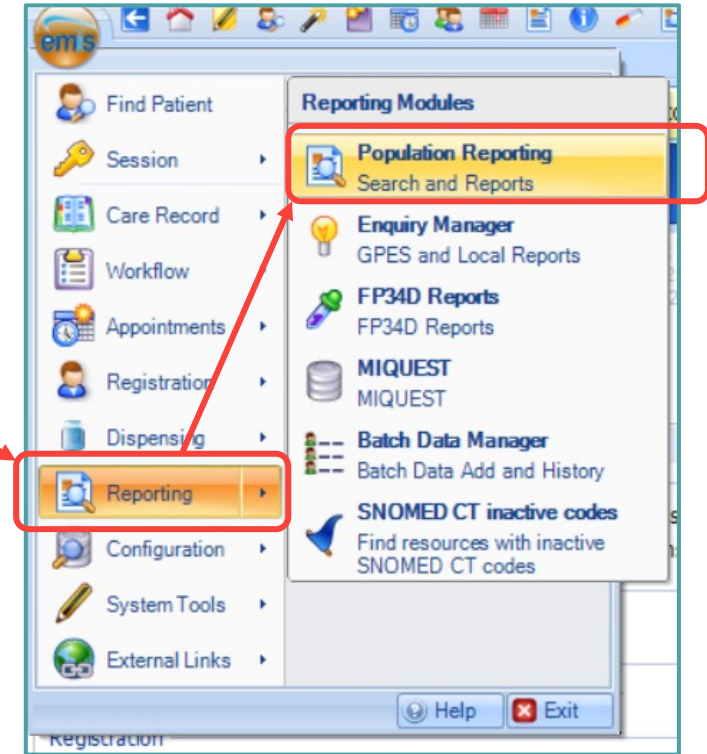 emis
Find Patient
Session
Care Record
Workflow
Appointments
Registration
Dispensing
Reporting
Configuration
System Tools
External Links
Reporting Modules
Population Reporting
Search and Reports
Enquiry Manager
GPES and Local Reports
FP34D Reports
FP34D Reports
MIQUEST
MIQUEST
Batch Data Manager
Batch Data Add and History
SNOMED CT inactive codes
Find resources with inactive
SNOMED CT codes
Help
Exit
Registration